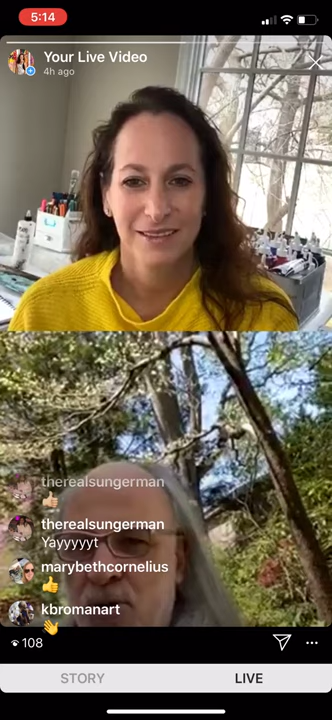 5:14
Your Live Video
4h ago
therealsungerman
therealsungerman
Yayyyyyt
marybethcornelius
kbromanart
108
STORY
LIVE